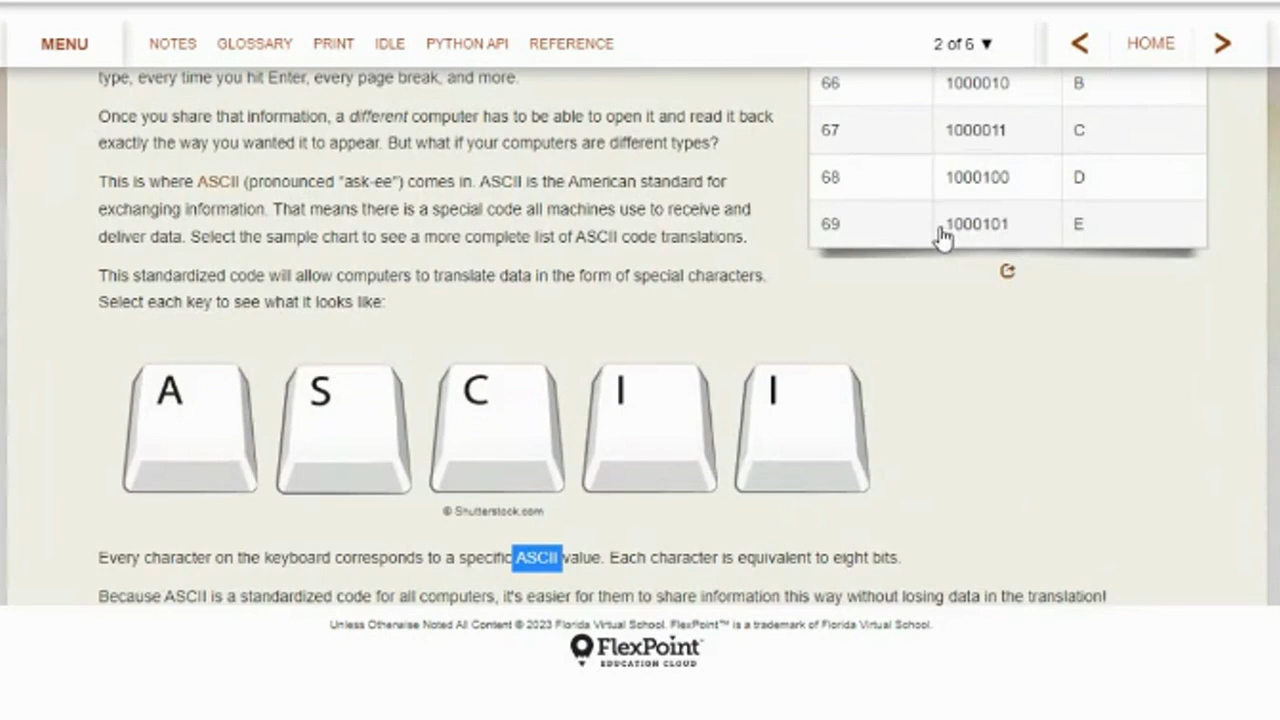 MENU NOTES GLOSSARY PRINT IDLE PYTHON API REFERENCE 2 of 6 ▼ < HOME >
type, every time you hit Enter, every page break, and more.
Once you share that information, a different computer has to be able to open it and read it back
exactly the way you wanted it to appear. But what if your computers are different types?
This is where ASCII (pronounced "ask-ee") comes in. ASCII is the American standard for
exchanging information. That means there is a special code all machines use to receive and
deliver data. Select the sample chart to see a more complete list of ASCII code translations.
This standardized code will allow computers to translate data in the form of special characters.
Select each key to see what it looks like:
66 1000010 B
67 1000011 C
68 1000100 D
69 1000101 E
A S C I I
© Shutterstock.com
Every character on the keyboard corresponds to a specific ASCII value. Each character is equivalent to eight bits.
Because ASCII is a standardized code for all computers, it's easier for them to share information this way without losing data in the translation!
Unless Otherwise Noted All Content © 2023 Florida Virtual School. FlexPoint™ is a trademark of Florida Virtual School.
FlexPoint™
EDUCATION CLOUD